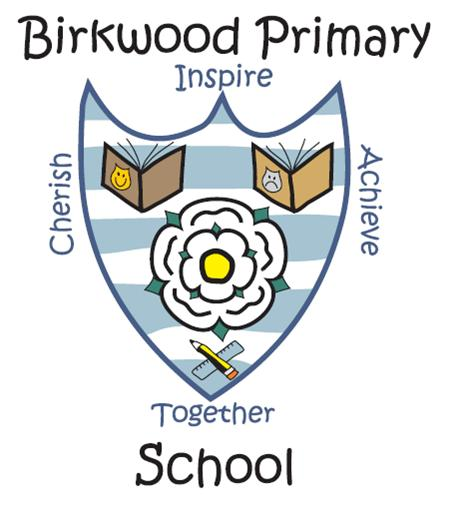 Birkwood Primary
Inspire
Cherish
Achieve
Together
School